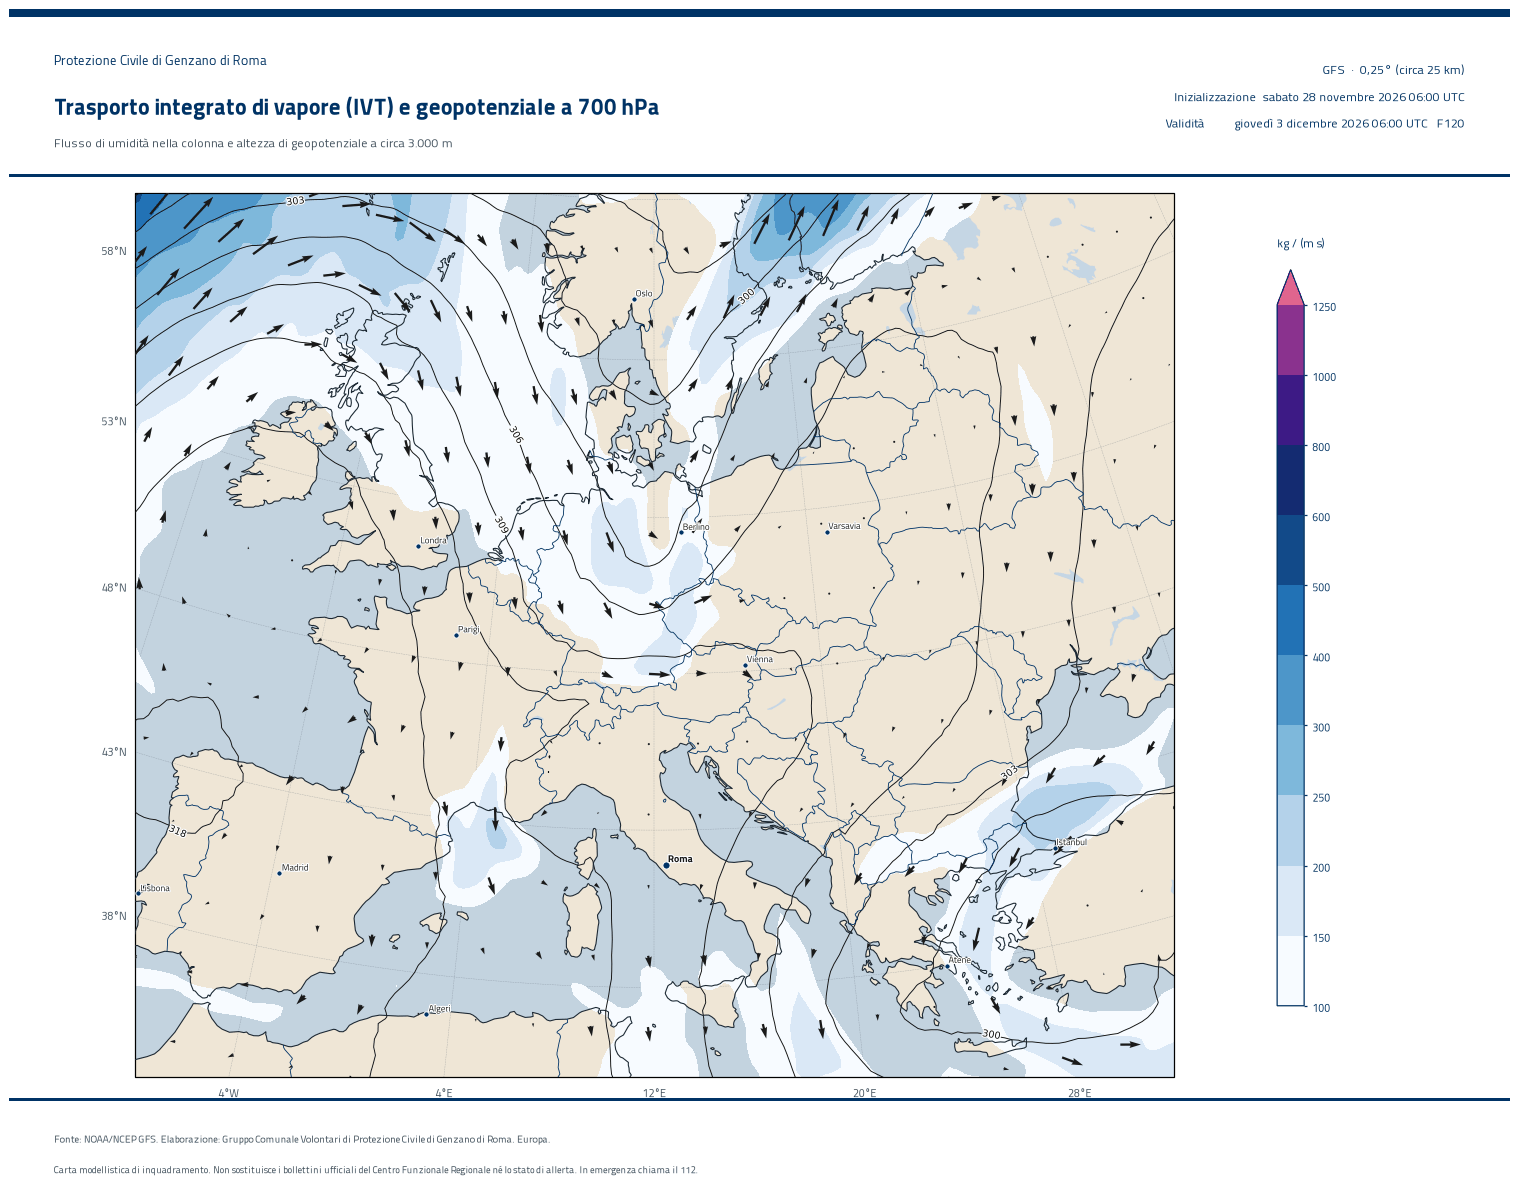 Protezione Civile di Genzano di Roma
Trasporto integrato di vapore (IVT) e geopotenziale a 700 hPa
Flusso di umidità nella colonna e altezza di geopotenziale a circa 3.000 m
GFS · 0,25° (circa 25 km)
Inizializzazione sabato 28 novembre 2026 06:00 UTC
Validità giovedì 3 dicembre 2026 06:00 UTC F120
303
58°N
kg / (m s)
Oslo
300
1250
1000
53°N
306
800
309
600
Berlino
Varsavia
Londra
500
48°N
Parigi
400
Vienna
300
43°N
303
250
318
Istanbul
Roma
200
Madrid
Lisbona
38°N
150
Atene
Algeri
300
100
4°W
4°E
12°E
20°E
28°E
Fonte: NOAA/NCEP GFS. Elaborazione: Gruppo Comunale Volontari di Protezione Civile di Genzano di Roma. Europa.
Carta modellistica di inquadramento. Non sostituisce i bollettini ufficiali del Centro Funzionale Regionale né lo stato di allerta. In emergenza chiama il 112.